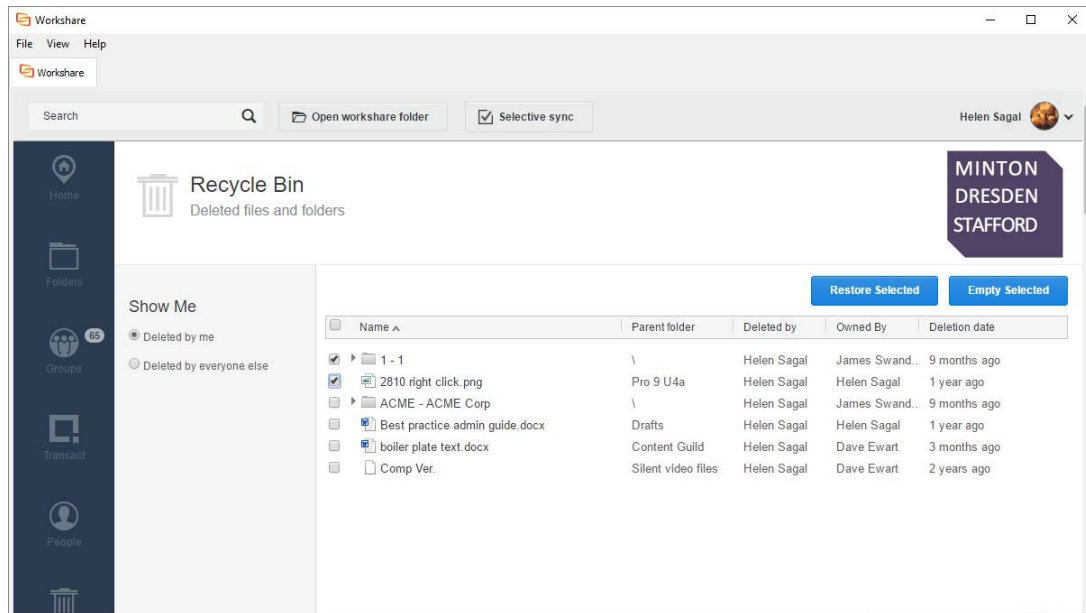 Workshare
File View Help
Workshare
Search Open workshare folder Selective sync Helen Sagal
Home
Folders
Groups 65
Transact
People
Recycle Bin
Deleted files and folders
MINTON
DRESDEN
STAFFORD
Show Me
Deleted by me
Deleted by everyone else
Restore Selected Empty Selected
Name Parent folder Deleted by Owned By Deletion date
1 - 1 \ Helen Sagal James Swand... 9 months ago
2810 right click.png Pro 9 U4a Helen Sagal Helen Sagal 1 year ago
ACME - ACME Corp \ Helen Sagal James Swand... 9 months ago
Best practice admin guide.docx Drafts Helen Sagal Helen Sagal 1 year ago
boiler plate text.docx Content Guild Helen Sagal Dave Ewart 3 months ago
Comp Ver. Silent video files Helen Sagal Dave Ewart 2 years ago